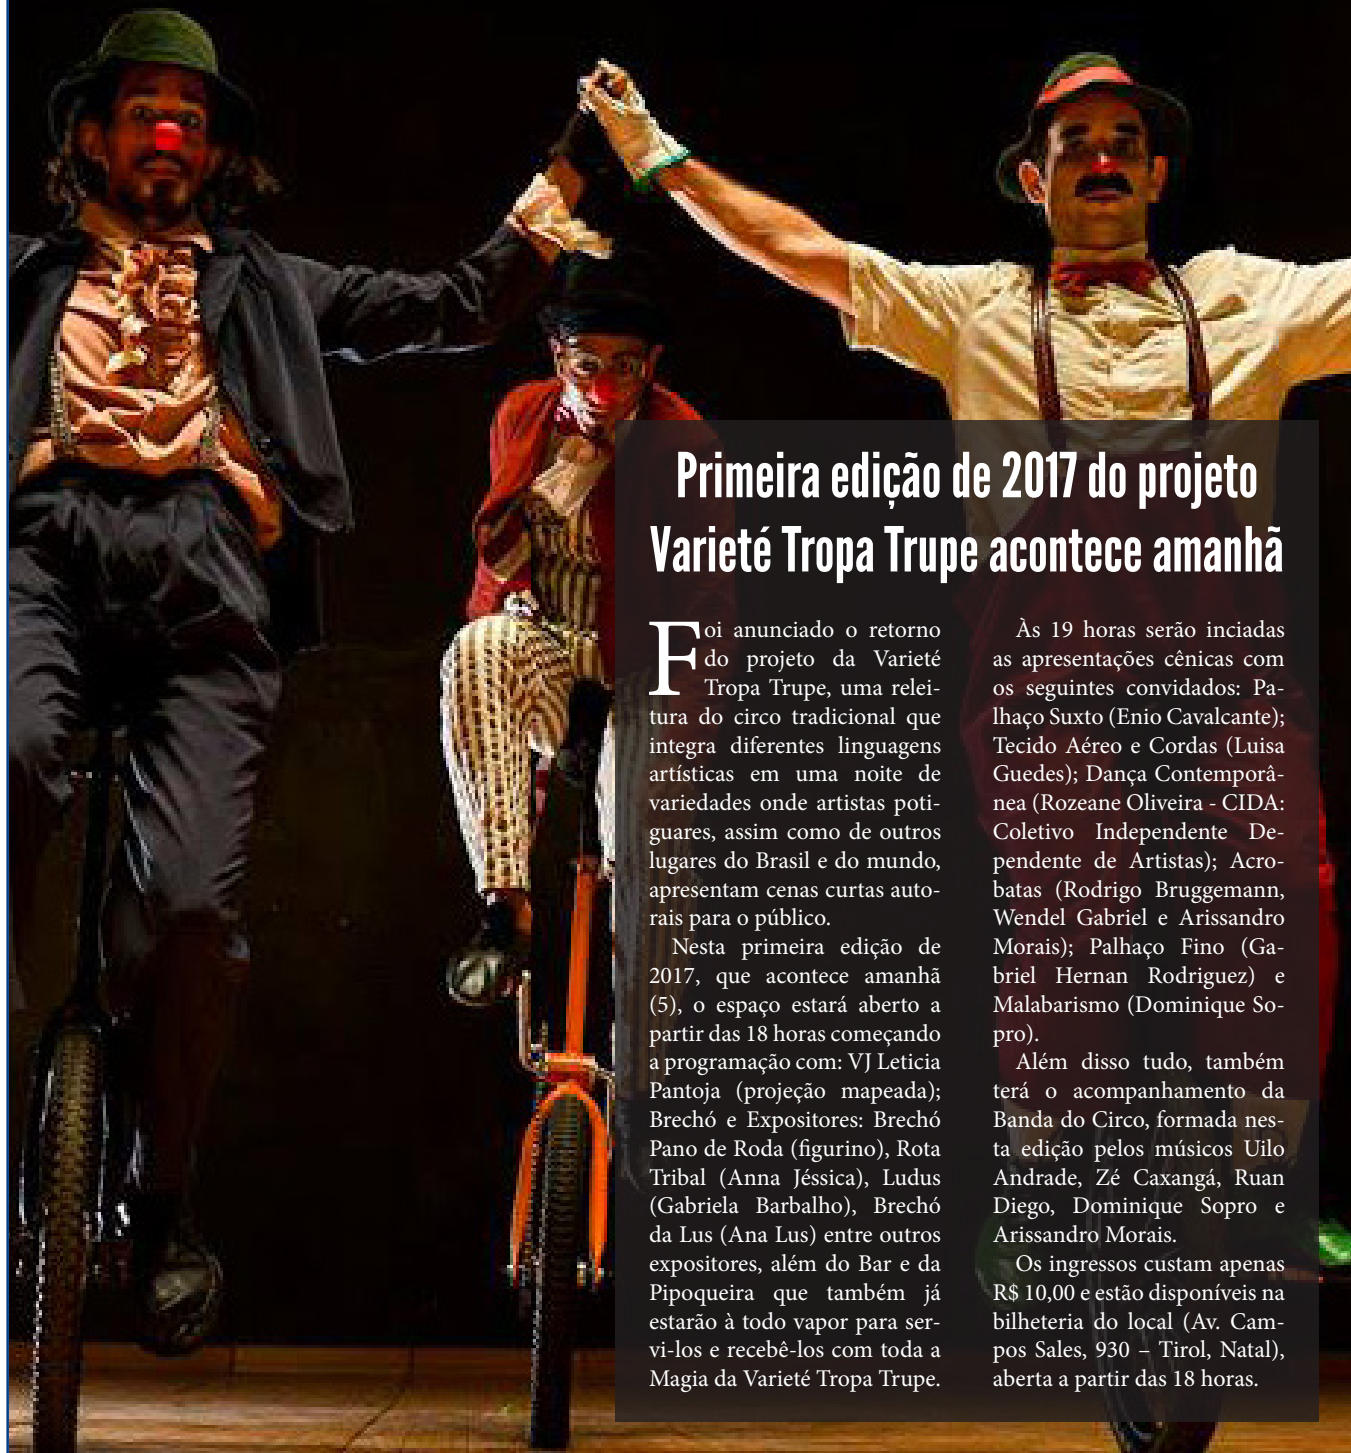 Primeira edição de 2017 do projeto
Varieté Tropa Trupe acontece amanhã
Foi anunciado o retorno
do projeto da Varieté
Tropa Trupe, uma relei-
tura do circo tradicional que
integra diferentes linguagens
artísticas em uma noite de
variedades onde artistas poti-
guares, assim como de outros
lugares do Brasil e do mundo,
apresentam cenas curtas auto-
rais para o público.
Nesta primeira edição de
2017, que acontece amanhã
(5), o espaço estará aberto a
partir das 18 horas começando
a programação com: VJ Leticia
Pantoja (projeção mapeada);
Brechó e Expositores: Brechó
Pano de Roda (figurino), Rota
Tribal (Anna Jéssica), Ludus
(Gabriela Barbalho), Brechó
da Lus (Ana Lus) entre outros
expositores, além do Bar e da
Pipoqueira que também já
estarão à todo vapor para ser-
vi-los e recebê-los com toda a
Magia da Varieté Tropa Trupe.
Às 19 horas serão inciadas
as apresentações cênicas com
os seguintes convidados: Pa-
lhaço Suxto (Enio Cavalcante);
Tecido Aéreo e Cordas (Luisa
Guedes); Dança Contemporâ-
nea (Rozeane Oliveira - CIDA:
Coletivo Independente De-
pendente de Artistas); Acro-
batas (Rodrigo Bruggemann,
Wendel Gabriel e Arissandro
Morais); Palhaço Fino (Ga-
briel Hernan Rodriguez) e
Malabarismo (Dominique So-
pro).
Além disso tudo, também
terá o acompanhamento da
Banda do Circo, formada nes-
ta edição pelos músicos Uilo
Andrade, Zé Caxangá, Ruan
Diego, Dominique Sopro e
Arissandro Morais.
Os ingressos custam apenas
R$ 10,00 e estão disponíveis na
bilheteria do local (Av. Cam-
pos Sales, 930 – Tirol, Natal),
aberta a partir das 18 horas.